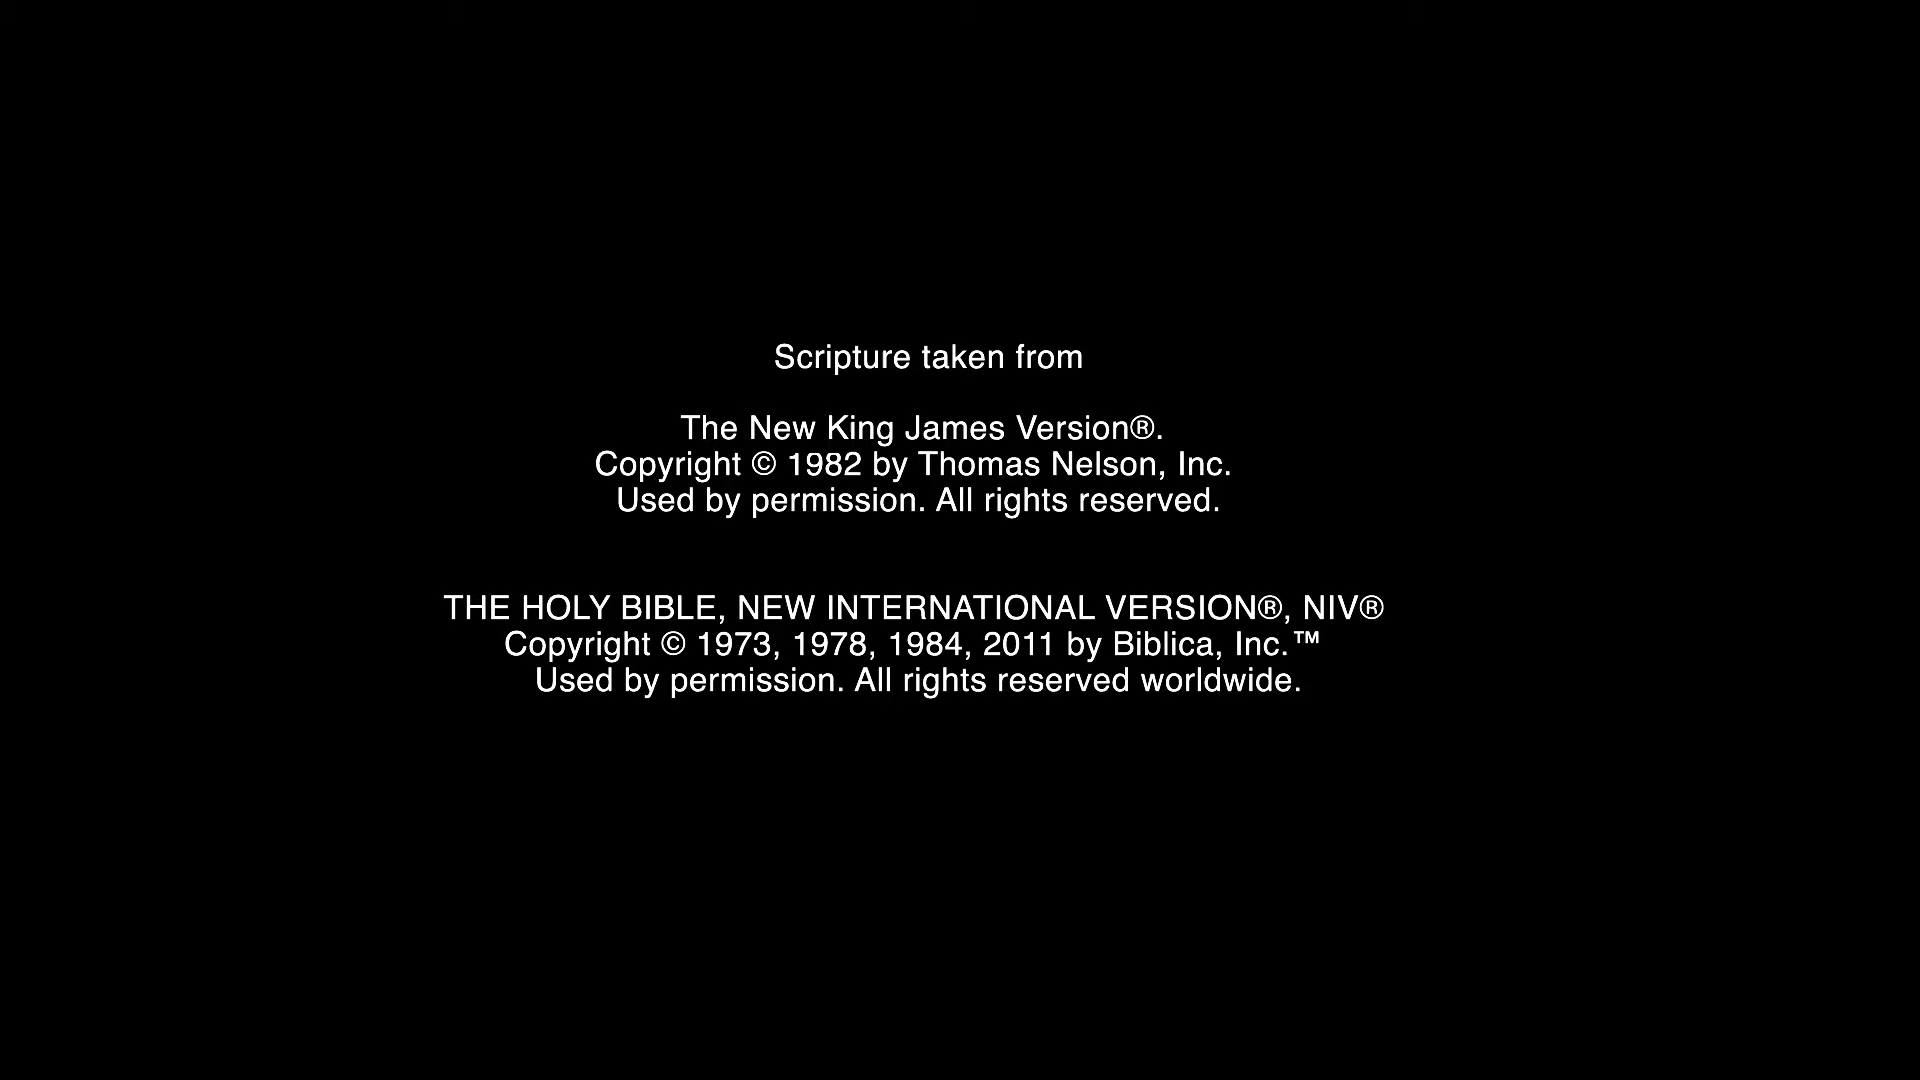 Scripture taken from
The New King James Version®.
Copyright © 1982 by Thomas Nelson, Inc.
Used by permission. All rights reserved.
THE HOLY BIBLE, NEW INTERNATIONAL VERSION®, NIV®
Copyright © 1973, 1978, 1984, 2011 by Biblica, Inc.™
Used by permission. All rights reserved worldwide.